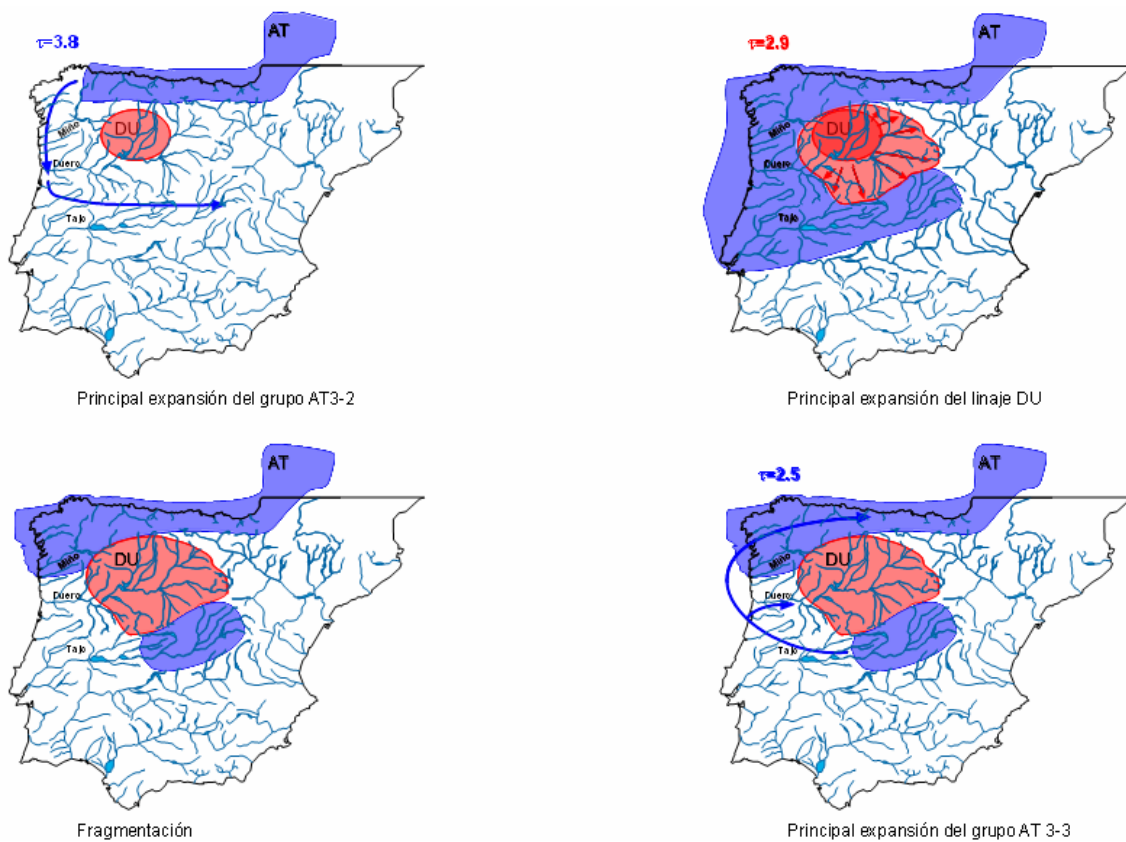 τ=3.8
AT
DU
Miño
Duero
Tajo
Principal expansión del grupo AT3-2
τ=2.9
AT
DU
Miño
Duero
Tajo
Principal expansión del linaje DU
AT
DU
Miño
Duero
Tajo
Fragmentación
τ=2.5
AT
DU
Miño
Duero
Tajo
Principal expansión del grupo AT 3-3